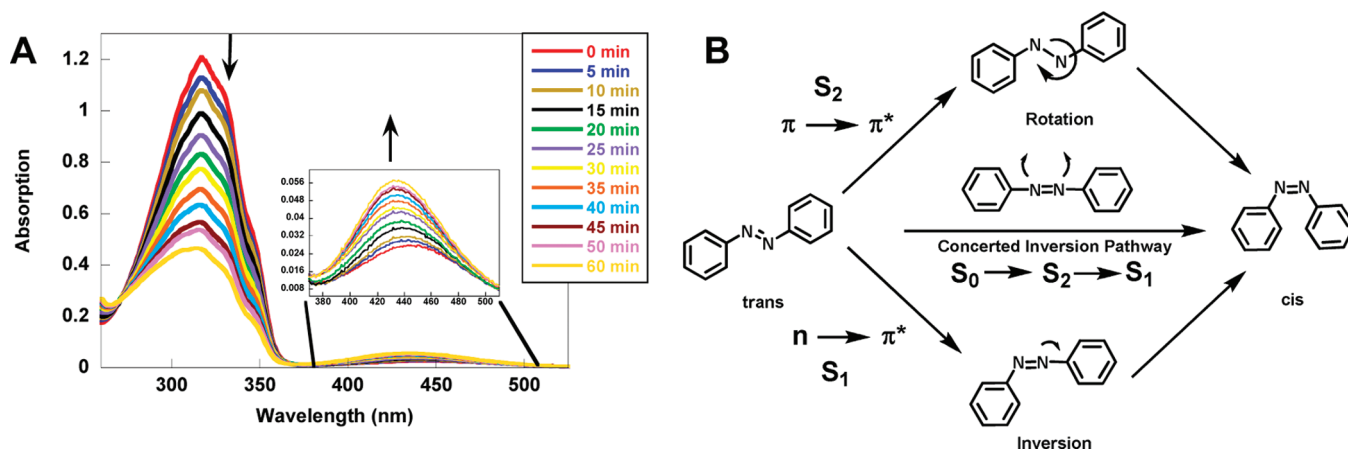 A
Absorption
1.2
1
0.8
0.6
0.4
0.2
0
300
350
400
450
500
Wavelength (nm)
0 min
5 min
10 min
15 min
20 min
25 min
30 min
35 min
40 min
45 min
50 min
60 min
0.056
0.048
0.04
0.032
0.024
0.016
0.008
380
400
420
440
460
480
500
B
S2
π π*
N
N
Rotation
N=N
Concerted Inversion Pathway
S0 S2 S1
N
N
trans
n π*
S1
N=N
Inversion
N=N
cis